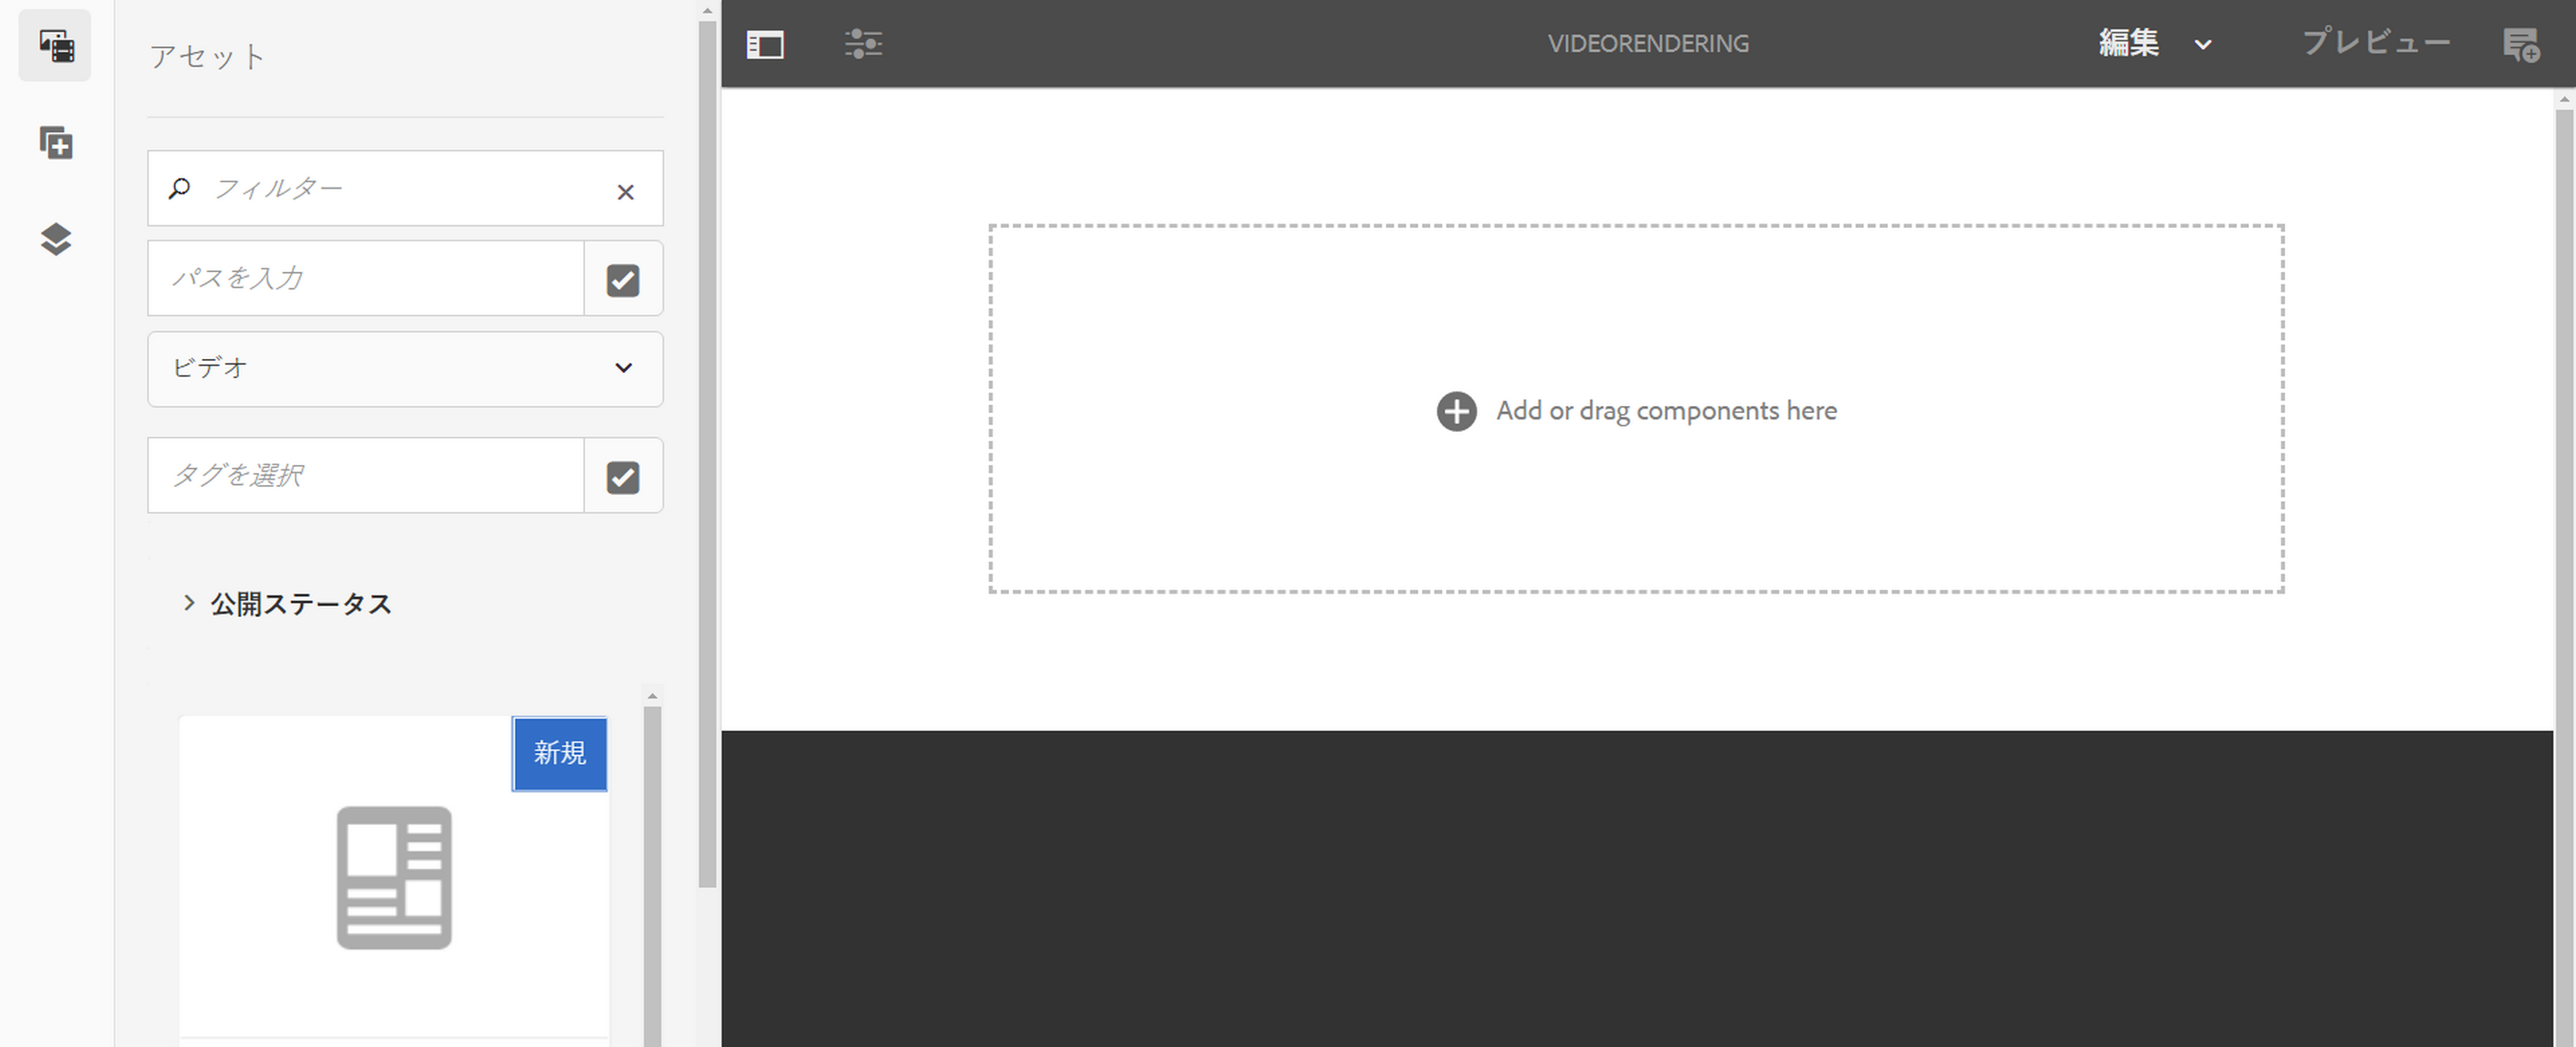 アセット
フィルター
パスを入力
ビデオ
タグを選択
公開ステータス
新規
VIDEORENDERING
編集
プレビュー
Add or drag components here